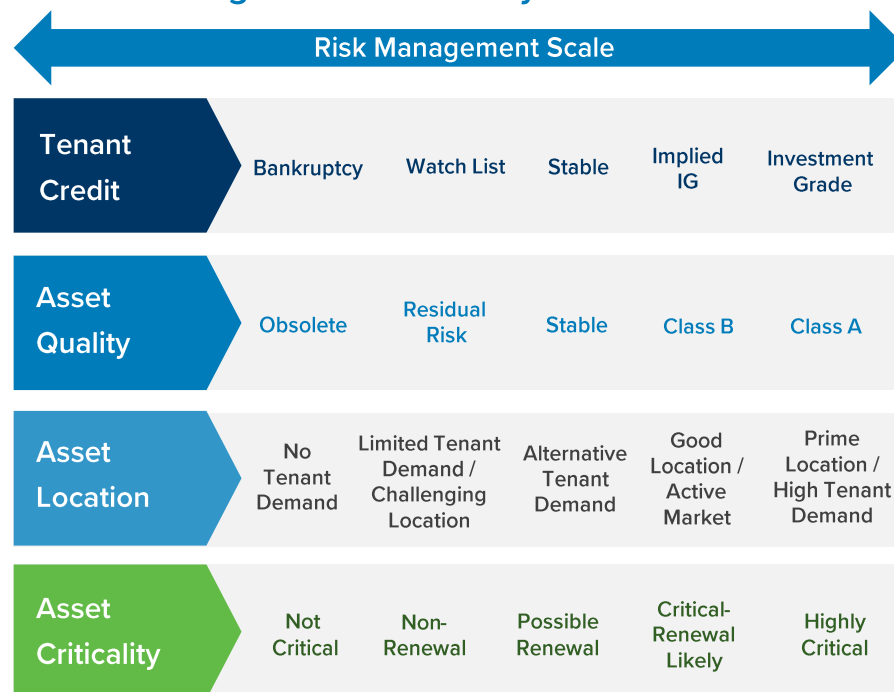 Risk Management Scale
Tenant
Credit
Bankruptcy
Watch List
Stable
Implied
IG
Investment
Grade
Asset
Quality
Obsolete
Residual
Risk
Stable
Class B
Class A
Asset
Location
No
Tenant
Demand
Limited Tenant
Demand /
Challenging
Location
Alternative
Tenant
Demand
Good
Location /
Active
Market
Prime
Location /
High Tenant
Demand
Asset
Criticality
Not
Critical
Non-
Renewal
Possible
Renewal
Critical-
Renewal
Likely
Highly
Critical